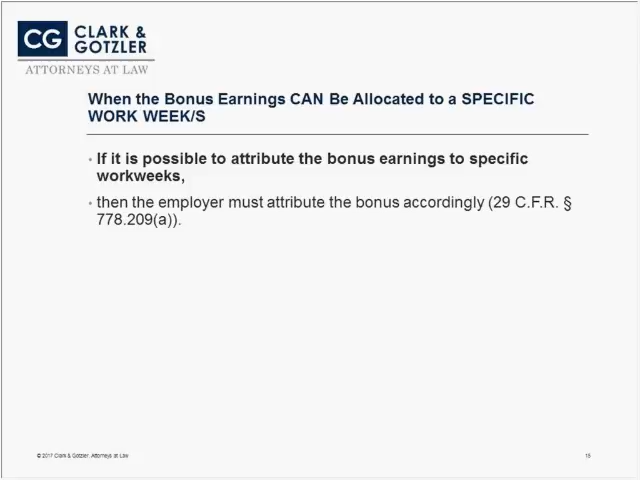 CG CLARK &
GOTZLER
ATTORNEYS AT LAW
When the Bonus Earnings CAN Be Allocated to a SPECIFIC
WORK WEEK/S
• If it is possible to attribute the bonus earnings to specific
workweeks,
• then the employer must attribute the bonus accordingly (29 C.F.R. §
778.209(a)).
© 2017 Clark & Gotzler, Attorneys at Law
15